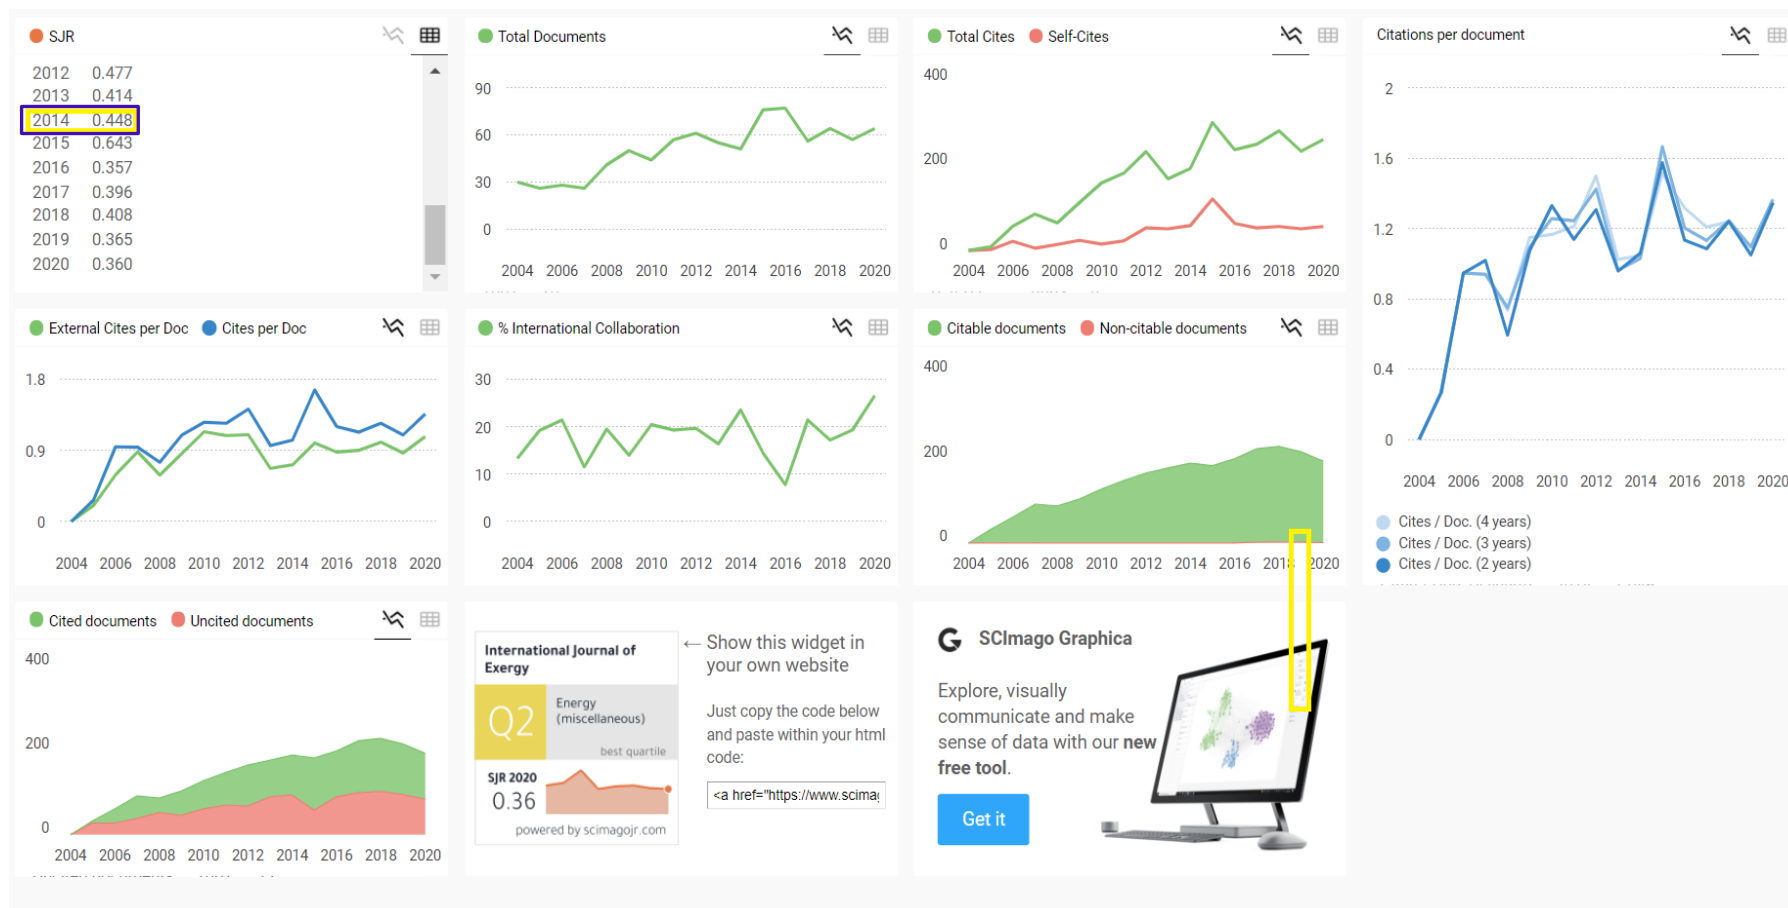 SJR
2012 0.477
2013 0.414
2014 0.448
2015 0.643
2016 0.357
2017 0.396
2018 0.408
2019 0.365
2020 0.360
Total Documents
90
60
30
0
2004 2006 2008 2010 2012 2014 2016 2018 2020
Total Cites Self-Cites
400
200
0
2004 2006 2008 2010 2012 2014 2016 2018 2020
Citations per document
2
1.6
1.2
0.8
0.4
0
2004 2006 2008 2010 2012 2014 2016 2018 2020
Cites / Doc. (4 years)
Cites / Doc. (3 years)
Cites / Doc. (2 years)
External Cites per Doc Cites per Doc
1.8
0.9
0
2004 2006 2008 2010 2012 2014 2016 2018 2020
% International Collaboration
30
20
10
0
2004 2006 2008 2010 2012 2014 2016 2018 2020
Citable documents Non-citable documents
400
200
0
2004 2006 2008 2010 2012 2014 2016 2018 2020
Cited documents Uncited documents
400
200
0
2004 2006 2008 2010 2012 2014 2016 2018 2020
International Journal of
Exergy
Q2
Energy
(miscellaneous)
best quartile
SJR 2020
0.36
powered by scimagojr.com
← Show this widget in
your own website
Just copy the code below
and paste within your html
code:
<a href="https://www.scimag
SCImago Graphica
Explore, visually
communicate and make
sense of data with our new
free tool.
Get it